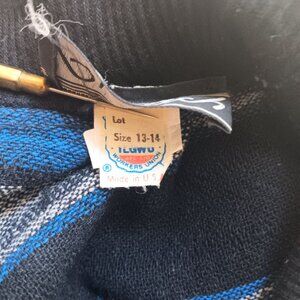 Lot
Size 13-14
ILGWU
WORKERS UNION
®
Made in U.S.A.